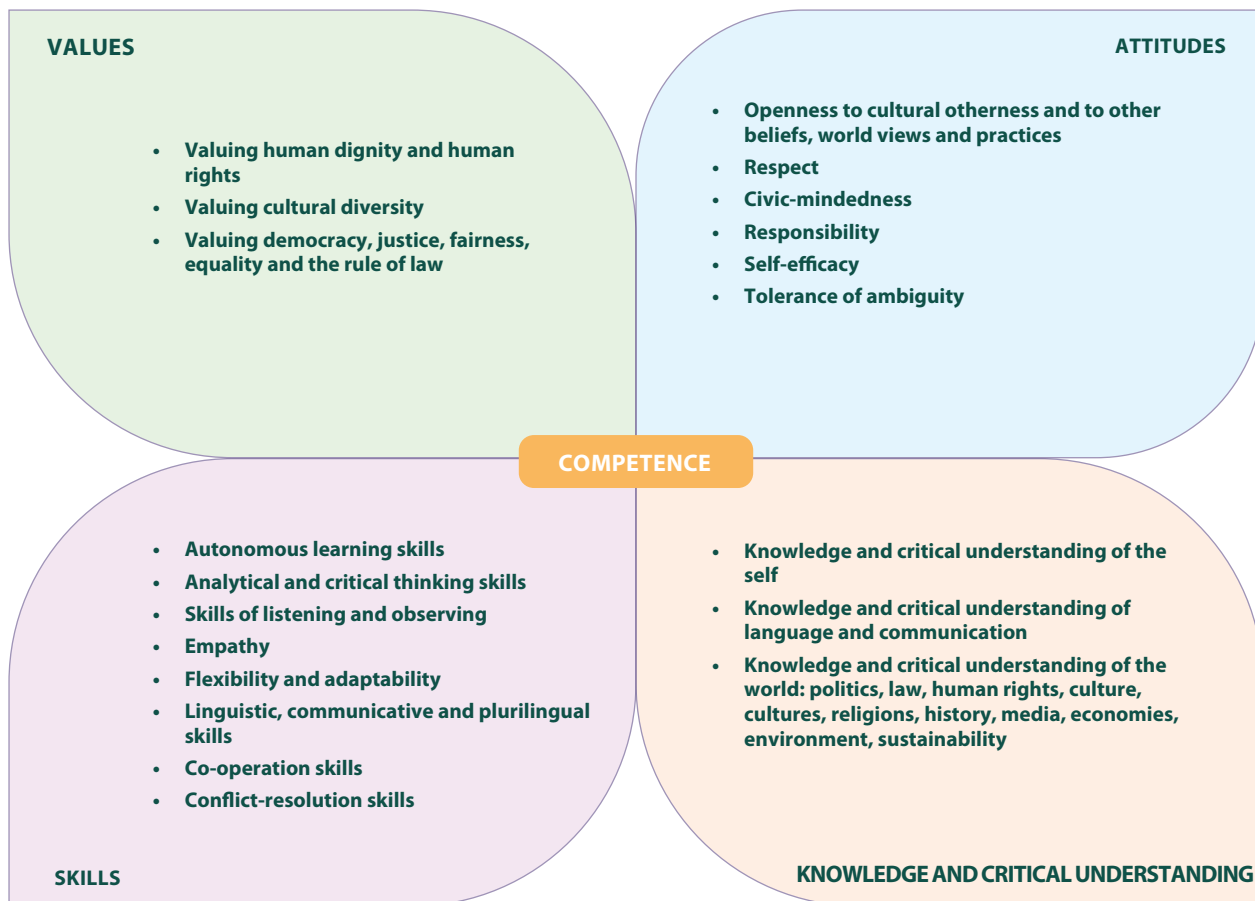 VALUES
• Valuing human dignity and human
rights
• Valuing cultural diversity
• Valuing democracy, justice, fairness,
equality and the rule of law
ATTITUDES
• Openness to cultural otherness and to other
beliefs, world views and practices
• Respect
• Civic-mindedness
• Responsibility
• Self-efficacy
• Tolerance of ambiguity
COMPETENCE
• Autonomous learning skills
• Analytical and critical thinking skills
• Skills of listening and observing
• Empathy
• Flexibility and adaptability
• Linguistic, communicative and plurilingual
skills
• Co-operation skills
• Conflict-resolution skills
SKILLS
• Knowledge and critical understanding of the
self
• Knowledge and critical understanding of
language and communication
• Knowledge and critical understanding of the
world: politics, law, human rights, culture,
cultures, religions, history, media, economies,
environment, sustainability
KNOWLEDGE AND CRITICAL UNDERSTANDING